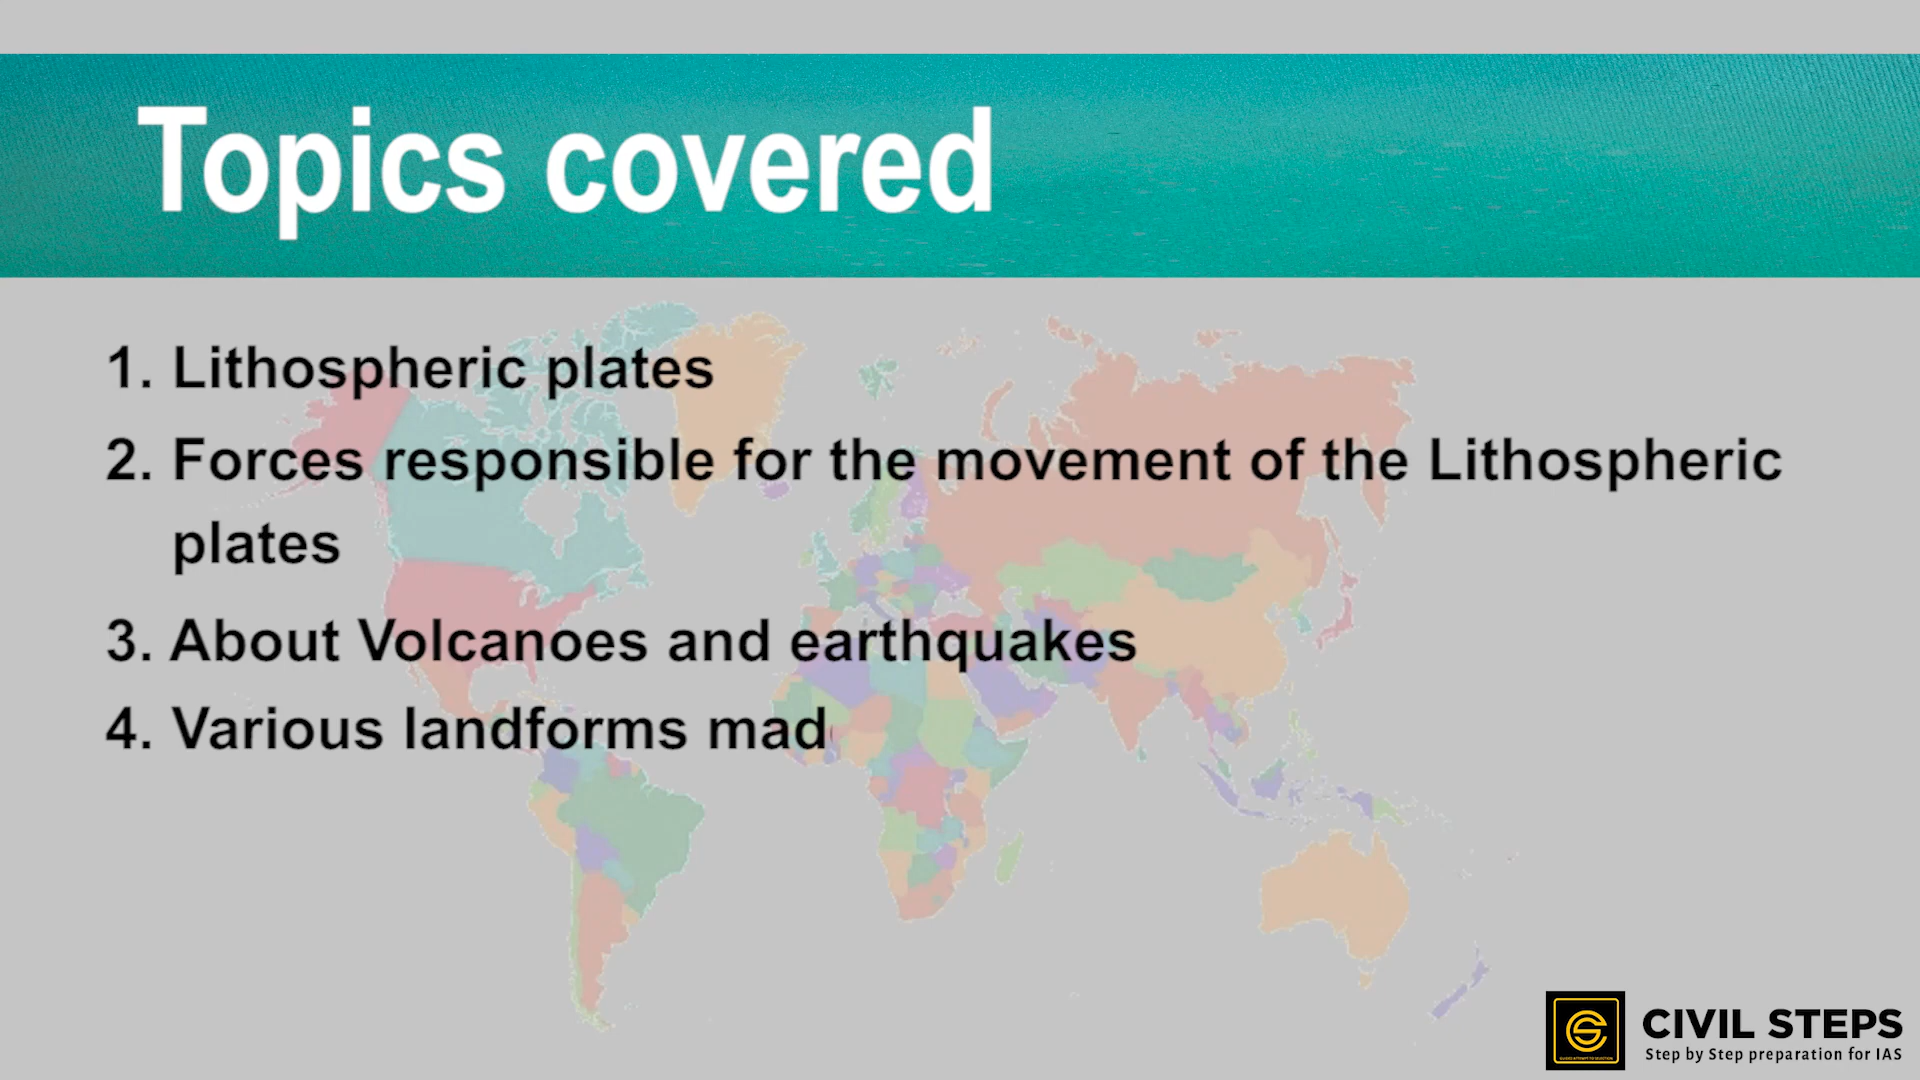 Topics covered
1. Lithospheric plates
2. Forces responsible for the movement of the Lithospheric
plates
3. About Volcanoes and earthquakes
4. Various landforms mad
CIVIL STEPS
Step by Step preparation for IAS